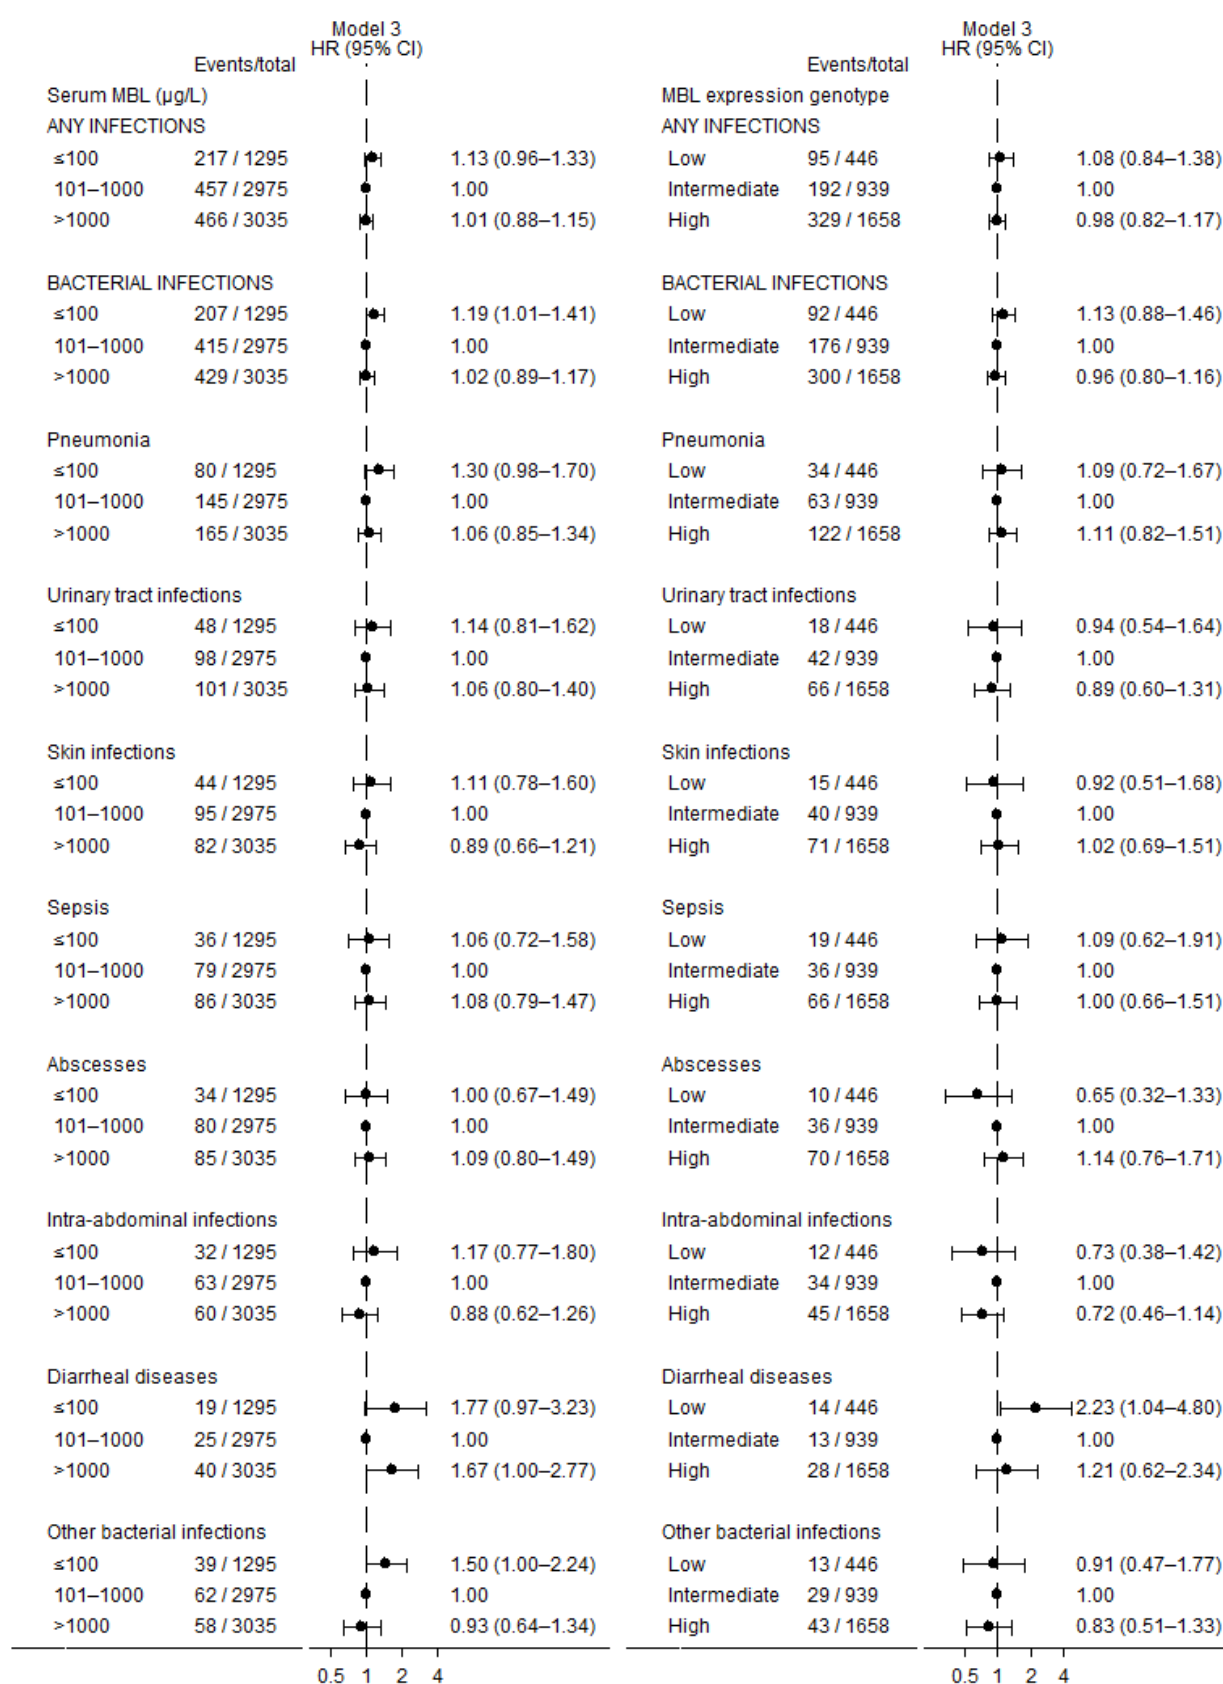 Model 3 Model 3
HR (95% CI) HR (95% CI)
Events/total Events/total
Serum MBL (µg/L) MBL expression genotype
ANY INFECTIONS ANY INFECTIONS
≤100 217 / 1295 1.13 (0.96–1.33) Low 95 / 446 1.08 (0.84–1.38)
101–1000 457 / 2975 1.00 Intermediate 192 / 939 1.00
>1000 466 / 3035 1.01 (0.88–1.15) High 329 / 1658 0.98 (0.82–1.17)
BACTERIAL INFECTIONS BACTERIAL INFECTIONS
≤100 207 / 1295 1.19 (1.01–1.41) Low 92 / 446 1.13 (0.88–1.46)
101–1000 415 / 2975 1.00 Intermediate 176 / 939 1.00
>1000 429 / 3035 1.02 (0.89–1.17) High 300 / 1658 0.96 (0.80–1.16)
Pneumonia Pneumonia
≤100 80 / 1295 1.30 (0.98–1.70) Low 34 / 446 1.09 (0.72–1.67)
101–1000 145 / 2975 1.00 Intermediate 63 / 939 1.00
>1000 165 / 3035 1.06 (0.85–1.34) High 122 / 1658 1.11 (0.82–1.51)
Urinary tract infections Urinary tract infections
≤100 48 / 1295 1.14 (0.81–1.62) Low 18 / 446 0.94 (0.54–1.64)
101–1000 98 / 2975 1.00 Intermediate 42 / 939 1.00
>1000 101 / 3035 1.06 (0.80–1.40) High 66 / 1658 0.89 (0.60–1.31)
Skin infections Skin infections
≤100 44 / 1295 1.11 (0.78–1.60) Low 15 / 446 0.92 (0.51–1.68)
101–1000 95 / 2975 1.00 Intermediate 40 / 939 1.00
>1000 82 / 3035 0.89 (0.66–1.21) High 71 / 1658 1.02 (0.69–1.51)
Sepsis Sepsis
≤100 36 / 1295 1.06 (0.72–1.58) Low 19 / 446 1.09 (0.62–1.91)
101–1000 79 / 2975 1.00 Intermediate 36 / 939 1.00
>1000 86 / 3035 1.08 (0.79–1.47) High 66 / 1658 1.00 (0.66–1.51)
Abscesses Abscesses
≤100 34 / 1295 1.00 (0.67–1.49) Low 10 / 446 0.65 (0.32–1.33)
101–1000 80 / 2975 1.00 Intermediate 36 / 939 1.00
>1000 85 / 3035 1.09 (0.80–1.49) High 70 / 1658 1.14 (0.76–1.71)
Intra-abdominal infections Intra-abdominal infections
≤100 32 / 1295 1.17 (0.77–1.80) Low 12 / 446 0.73 (0.38–1.42)
101–1000 63 / 2975 1.00 Intermediate 34 / 939 1.00
>1000 60 / 3035 0.88 (0.62–1.26) High 45 / 1658 0.72 (0.46–1.14)
Diarrheal diseases Diarrheal diseases
≤100 19 / 1295 1.77 (0.97–3.23) Low 14 / 446 2.23 (1.04–4.80)
101–1000 25 / 2975 1.00 Intermediate 13 / 939 1.00
>1000 40 / 3035 1.67 (1.00–2.77) High 28 / 1658 1.21 (0.62–2.34)
Other bacterial infections Other bacterial infections
≤100 39 / 1295 1.50 (1.00–2.24) Low 13 / 446 0.91 (0.47–1.77)
101–1000 62 / 2975 1.00 Intermediate 29 / 939 1.00
>1000 58 / 3035 0.93 (0.64–1.34) High 43 / 1658 0.83 (0.51–1.33)
0.5 1 2 4 0.5 1 2 4